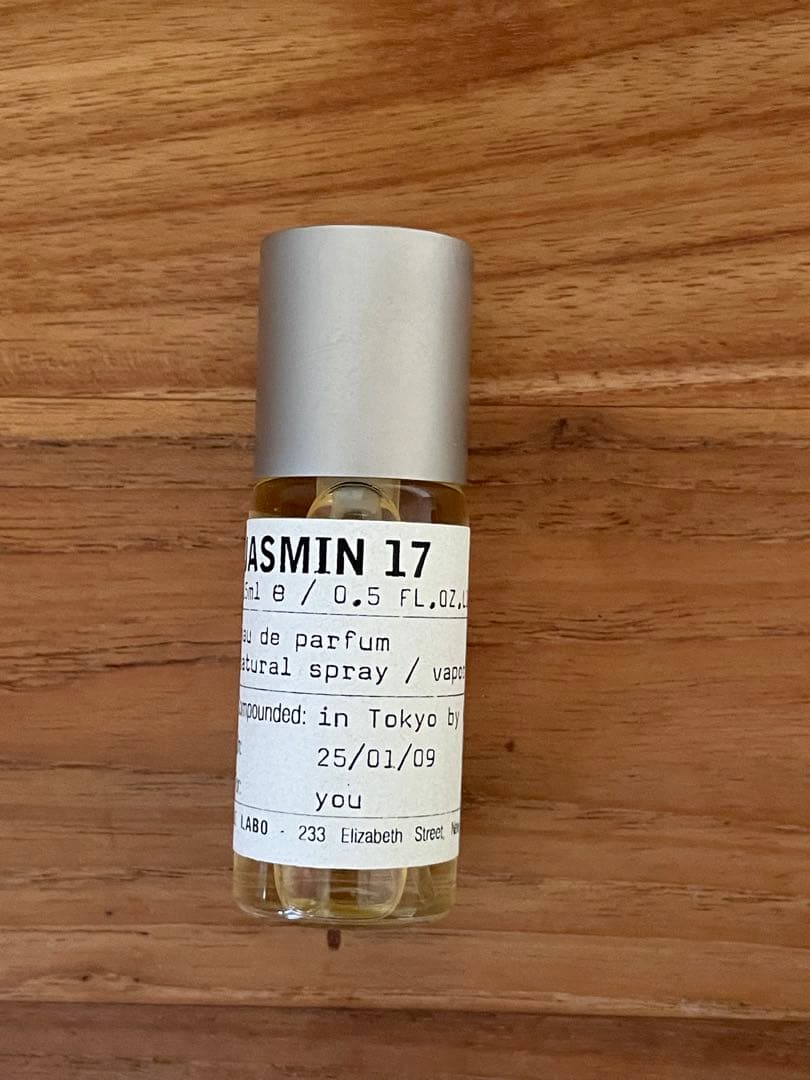 JASMIN 17
5ml e / 0.5 FL.OZ.L
au de parfum
atural spray / vapo
mpounded: in Tokyo by
25/01/09
you
LABO - 233 Elizabeth Street,